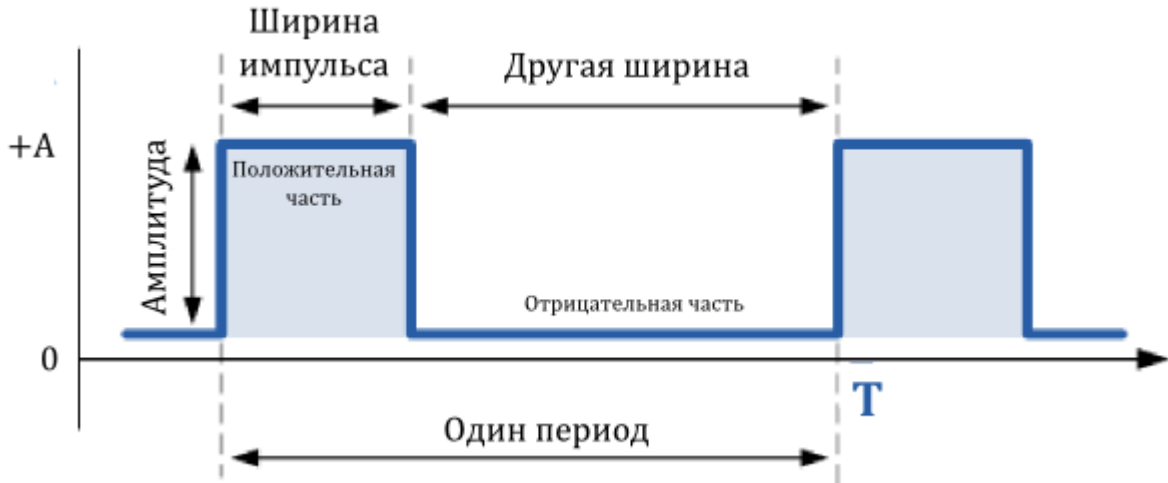 Ширина
импульса
Другая ширина
+A
Амплитуда
Положительная
часть
Отрицательная часть
0
T
Один период